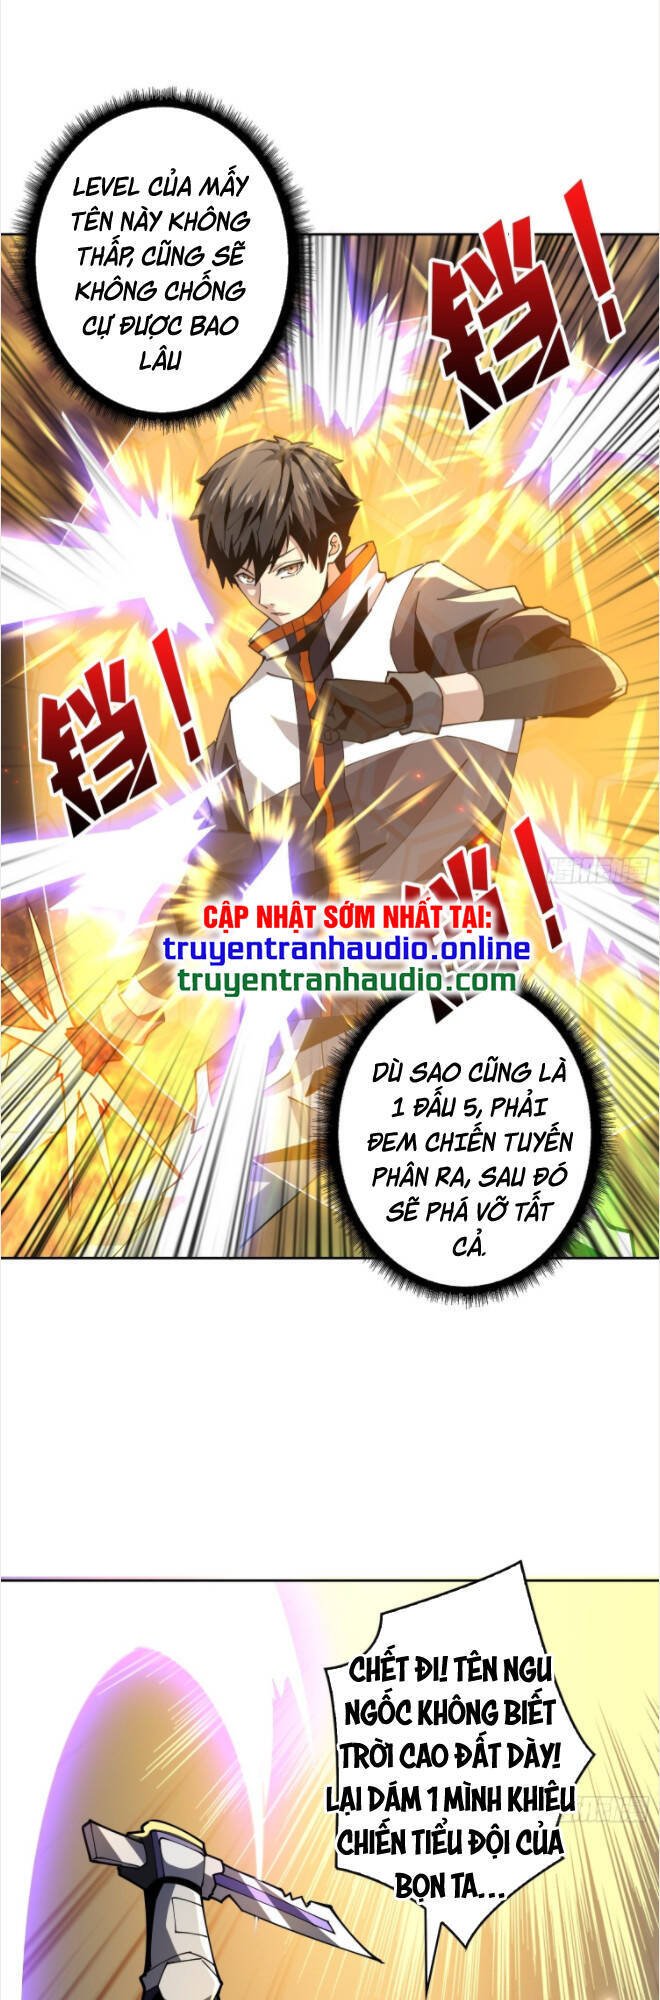 LEVEL CỦA MẤY
TÊN NÀY KHÔNG
THẤP, CŨNG SẼ
KHÔNG CHỐNG
CỰ ĐƯỢC BAO
LÂU
铛!
铛!
铛!
CẬP NHẬT SỚM NHẤT TẠI:
truyentranhaudio.online
truyentranhaudio.com
DÙ SAO CŨNG LÀ
1 ĐẤU 5, PHẢI
ĐEM CHIẾN TUYẾN
PHÂN RA, SAU ĐÓ
SẼ PHÁ VỠ TẤT
CẢ.
CHẾT ĐI! TÊN NGU
NGỐC KHÔNG BIẾT
TRỜI CAO ĐẤT DÀY!
LẠI DÁM 1 MÌNH KHIÊU
CHIẾN TIỂU ĐỘI CỦA
BỌN TA...